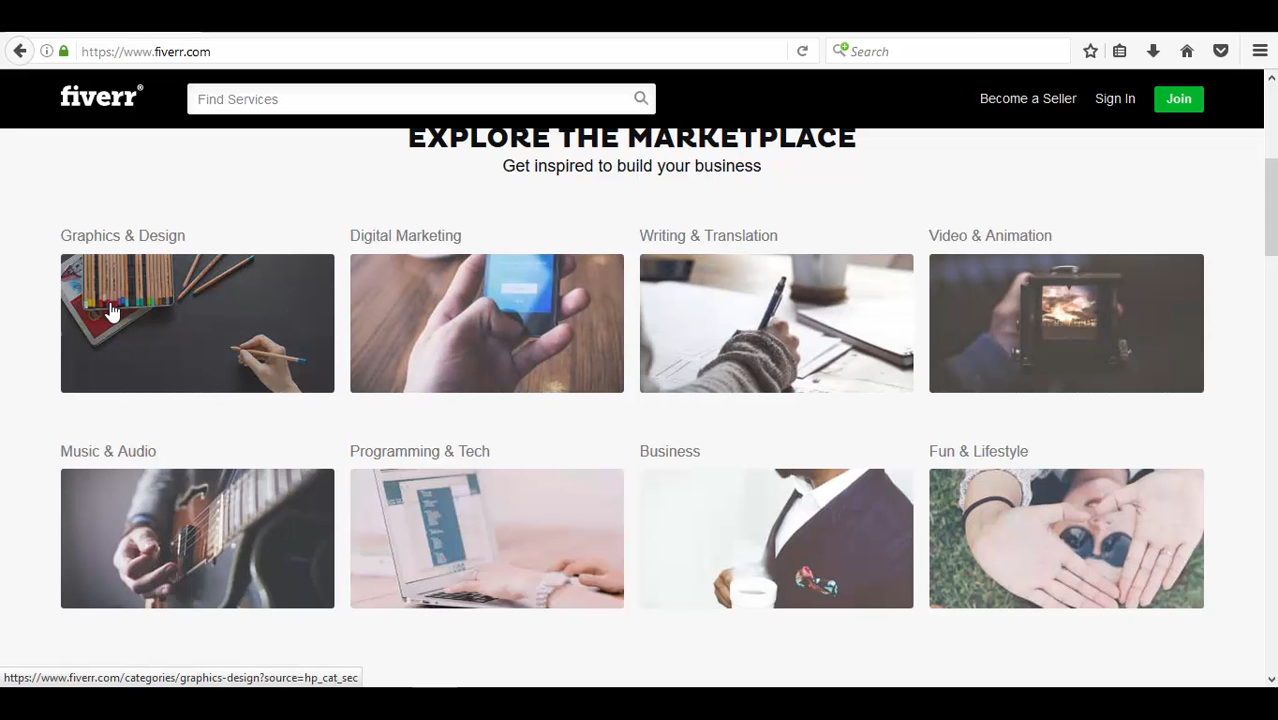 https://www.fiverr.com
Search
fiverr®
Find Services
Become a Seller
Sign In
Join
EXPLORE THE MARKETPLACE
Get inspired to build your business
Graphics & Design
Digital Marketing
Writing & Translation
Video & Animation
Music & Audio
Programming & Tech
Business
Fun & Lifestyle
https://www.fiverr.com/categories/graphics-design?source=hp_cat_sec